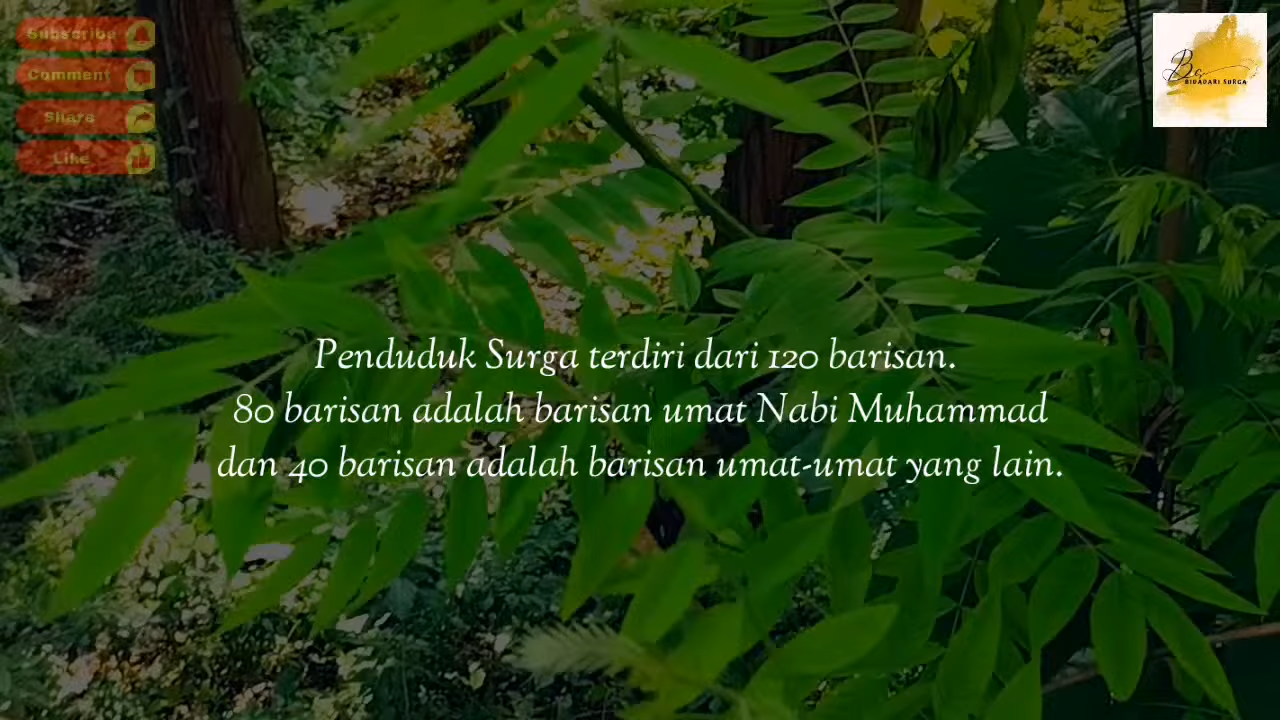 Subscribe
Comment
Share
Like
Bs
BIDADARI SURGA
Penduduk Surga terdiri dari 120 barisan.
80 barisan adalah barisan umat Nabi Muhammad
dan 40 barisan adalah barisan umat-umat yang lain.